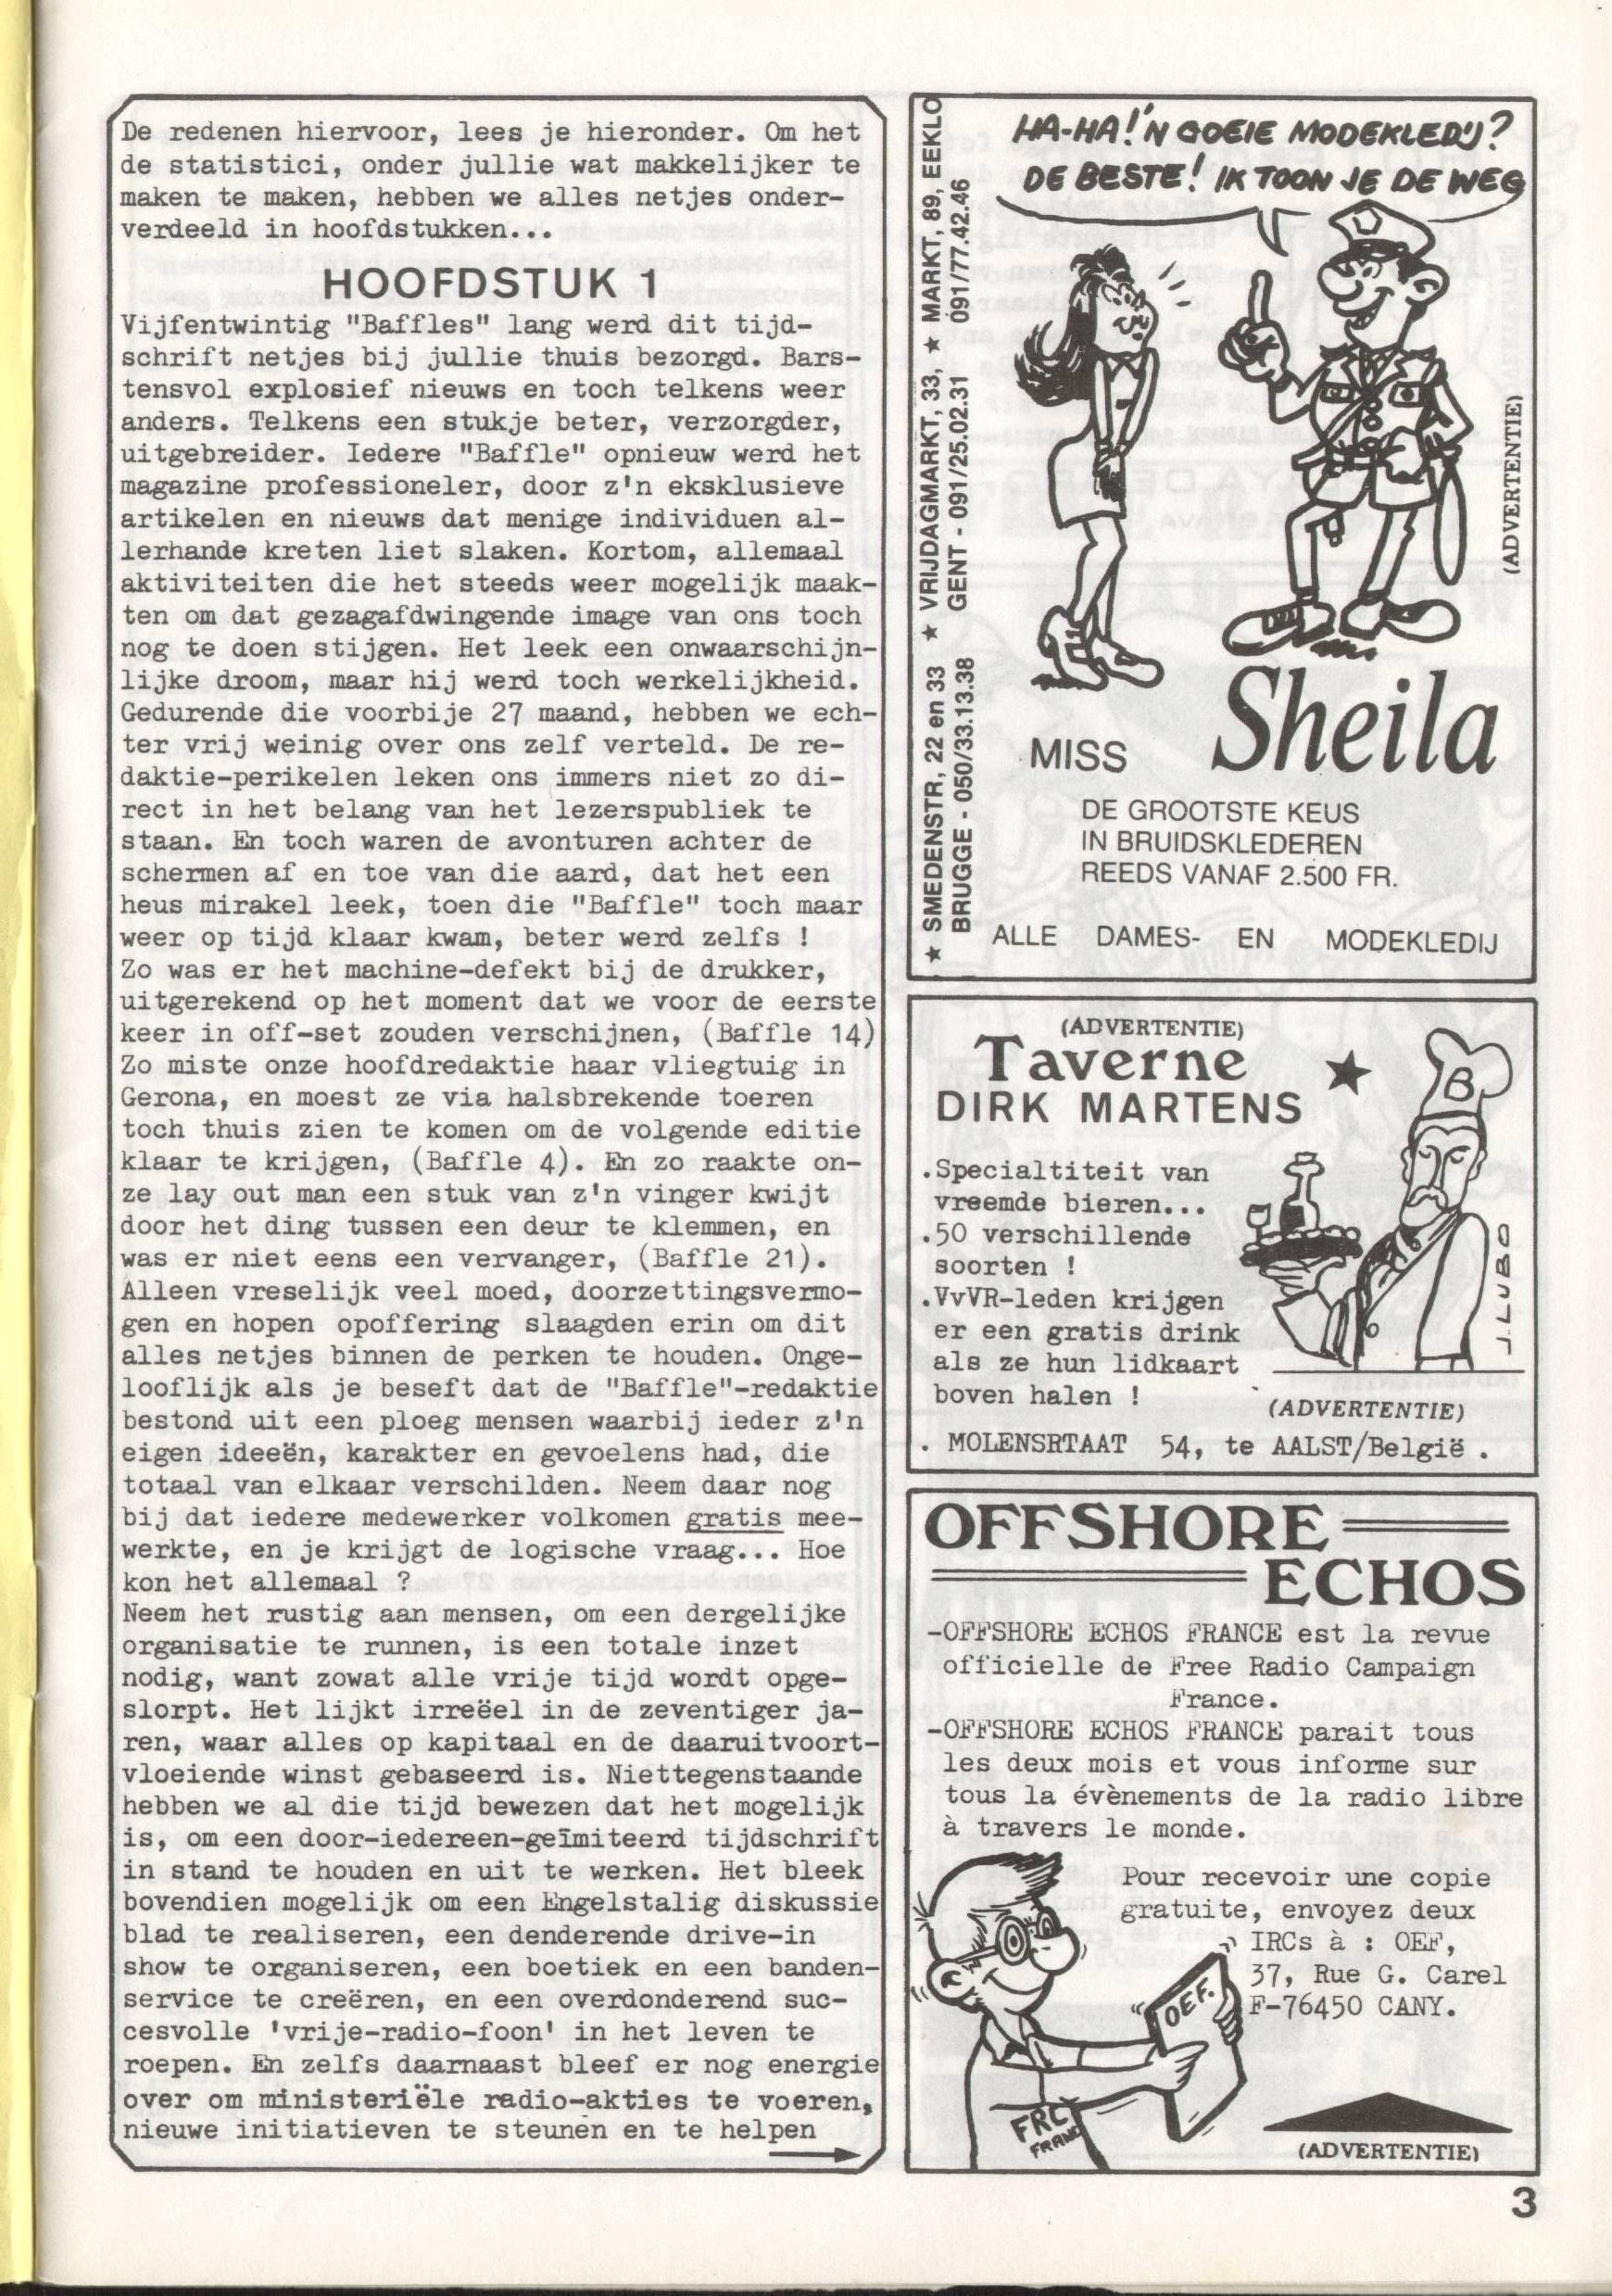 De redenen hiervoor, lees je hieronder. Om het
de statistici, onder jullie wat makkelijker te
maken te maken, hebben we alles netjes onder-
verdeeld in hoofdstukken...
HOOFDSTUK 1
Vijfentwintig "Baffles" lang werd dit tijd-
schrift netjes bij jullie thuis bezorgd. Bars-
tensvol explosief nieuws en toch telkens weer
anders. Telkens een stukje beter, verzorgder,
uitgebreider. Iedere "Baffle" opnieuw werd het
magazine professioneler, door z'n eksklusieve
artikelen en nieuws dat menige individuen al-
lerhande kreten liet slaken. Kortom, allemaal
aktiviteiten die het steeds weer mogelijk maak-
ten om dat gezagafdwingende image van ons toch
nog te doen stijgen. Het leek een onwaarschijn-
lijke droom, maar hij werd toch werkelijkheid.
Gedurende die voorbije 27 maand, hebben we ech-
ter vrij weinig over ons zelf verteld. De re-
daktie-perikelen leken ons immers niet zo di-
rect in het belang van het lezerspubliek te
staan. En toch waren de avonturen achter de
schermen af en toe van die aard, dat het een
heus mirakel leek, toen die "Baffle" toch maar
weer op tijd klaar kwam, beter werd zelfs !
Zo was er het machine-defekt bij de drukker,
uitgerekend op het moment dat we voor de eerste
keer in off-set zouden verschijnen, (Baffle 14)
Zo miste onze hoofdredaktie haar vliegtuig in
Gerona, en moest ze via halsbrekende toeren
toch thuis zien te komen om de volgende editie
klaar te krijgen, (Baffle 4). En zo raakte on-
ze lay out man een stuk van z'n vinger kwijt
door het ding tussen een deur te klemmen, en
was er niet eens een vervanger, (Baffle 21).
Alleen vreselijk veel moed, doorzettingsvermo-
gen en hopen opoffering slaagden erin om dit
alles netjes binnen de perken te houden. Onge-
looflijk als je beseft dat de "Baffle"-redaktie
bestond uit een ploeg mensen waarbij ieder z'n
eigen ideeën, karakter en gevoelens had, die
totaal van elkaar verschilden. Neem daar nog
bij dat iedere medewerker volkomen gratis mee-
werkte, en je krijgt de logische vraag... Hoe
kon het allemaal ?
Neem het rustig aan mensen, om een dergelijke
organisatie te runnen, is een totale inzet
nodig, want zowat alle vrije tijd wordt opge-
slorpt. Het lijkt irreëel in de zeventiger ja-
ren, waar alles op kapitaal en de daaruitvoort-
vloeiende winst gebaseerd is. Niettegenstaande
hebben we al die tijd bewezen dat het mogelijk
is, om een door-iedereen-geïmiteerd tijdschrift
in stand te houden en uit te werken. Het bleek
bovendien mogelijk om een Engelstalig diskussie
blad te realiseren, een denderende drive-in
show te organiseren, een boetiek en een banden-
service te creëren, en een overdonderend suc-
cesvolle 'vrije-radio-foon' in het leven te
roepen. En zelfs daarnaast bleef er nog energie
over om ministeriële radio-akties te voeren,
nieuwe initiatieven te steunen en te helpen
HA-HA! 'N GOEIE MODEKLEDIJ?
DE BESTE! IK TOON JE DE WEG
★ SMEDENSTR, 22 en 33 ★ VRIJDAGMARKT, 33, ★ MARKT, 89, EEKLO
BRUGGE - 050/33.13.38 GENT - 091/25.02.31 091/77.42.46
(ADVERTENTIE)
MISS Sheila
DE GROOTSTE KEUS
IN BRUIDSKLEDEREN
REEDS VANAF 2.500 FR.
ALLE DAMES- EN MODEKLEDIJ
(ADVERTENTIE)
Taverne
DIRK MARTENS
B
.Specialtiteit van
vreemde bieren...
.50 verschillende
soorten !
.VvVR-leden krijgen
er een gratis drink
als ze hun lidkaart
boven halen !
J. LUBO
(ADVERTENTIE)
. MOLENSRTAAT 54, te AALST/België .
OFFSHORE
ECHOS
-OFFSHORE ECHOS FRANCE est la revue
officielle de Free Radio Campaign
France.
-OFFSHORE ECHOS FRANCE parait tous
les deux mois et vous informe sur
tous la évènements de la radio libre
à travers le monde.
Pour recevoir une copie
gratuite, envoyez deux
IRCs à : OEF,
37, Rue G. Carel
F-76450 CANY.
OEF.
FRC
FRANC
(ADVERTENTIE)
3